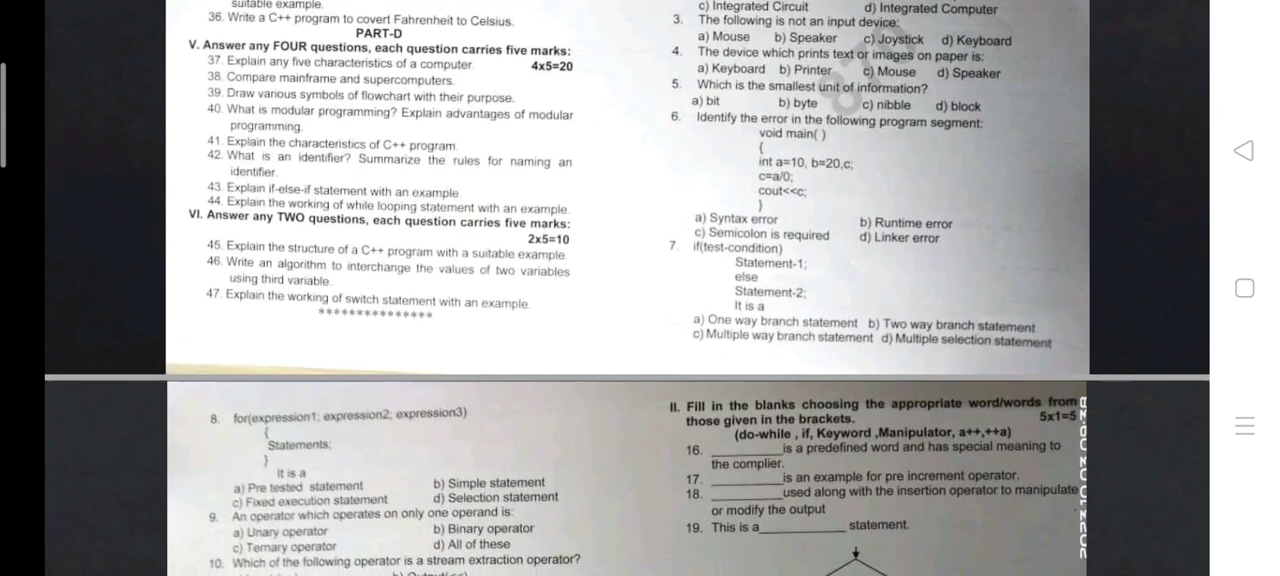 suitable example.
36. Write a C++ program to covert Fahrenheit to Celsius.
PART-D
V. Answer any FOUR questions, each question carries five marks:
4x5=20
37. Explain any five characteristics of a computer.
38. Compare mainframe and supercomputers.
39. Draw various symbols of flowchart with their purpose.
40. What is modular programming? Explain advantages of modular
programming.
41. Explain the characteristics of C++ program.
42. What is an identifier? Summarize the rules for naming an
identifier.
43. Explain if-else-if statement with an example
44. Explain the working of while looping statement with an example.
VI. Answer any TWO questions, each question carries five marks:
2x5=10
45. Explain the structure of a C++ program with a suitable example.
46. Write an algorithm to interchange the values of two variables
using third variable.
47. Explain the working of switch statement with an example.
***************
c) Integrated Circuit d) Integrated Computer
3. The following is not an input device:
a) Mouse b) Speaker c) Joystick d) Keyboard
4. The device which prints text or images on paper is:
a) Keyboard b) Printer c) Mouse d) Speaker
5. Which is the smallest unit of information?
a) bit b) byte c) nibble d) block
6. Identify the error in the following program segment:
void main( )
{
int a=10, b=20,c;
c=a/0;
cout<<c;
}
a) Syntax error b) Runtime error
c) Semicolon is required d) Linker error
7. if(test-condition)
Statement-1;
else
Statement-2;
It is a
a) One way branch statement b) Two way branch statement
c) Multiple way branch statement d) Multiple selection statement
8. for(expression1; expression2; expression3)
{
Statements;
}
It is a
a) Pre tested statement b) Simple statement
c) Fixed execution statement d) Selection statement
9. An operator which operates on only one operand is:
a) Unary operator b) Binary operator
c) Ternary operator d) All of these
10. Which of the following operator is a stream extraction operator?
II. Fill in the blanks choosing the appropriate word/words from
those given in the brackets. 5x1=5
(do-while , if, Keyword ,Manipulator, a++,++a)
16. ________is a predefined word and has special meaning to
the complier.
17. ________is an example for pre increment operator.
18. ________used along with the insertion operator to manipulate
or modify the output
19. This is a_________ statement.